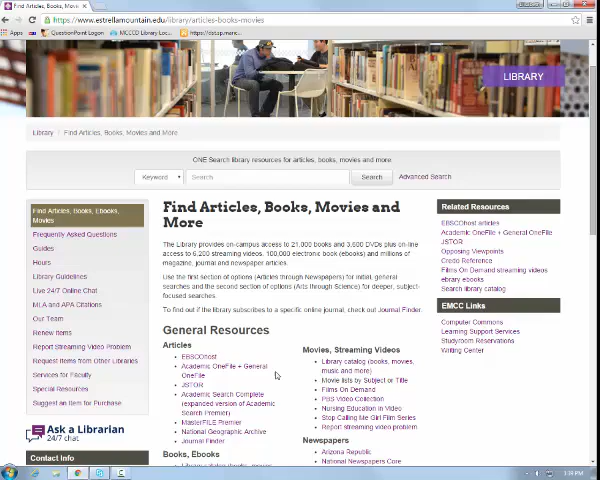 Find Articles, Books, Mov
https://www.estrellamountain.edu/library/articles-books-movies
Apps
QuestionPoint Logon
MCCCD Library Loc...
LIBRARY
Library / Find Articles, Books, Movies and More
ONE Search library resources for articles, books, movies and more
Keyword
Search
Search
Advanced Search
Find Articles, Books, Ebooks,
Movies
Frequently Asked Questions
Guides
Hours
Library Guidelines
Live 24/7 Online Chat
MLA and APA Citations
Our Team
Renew Items
Report Streaming Video Problem
Request Items from Other Libraries
Services for Faculty
Special Resources
Suggest an Item for Purchase
Ask a Librarian
24/7 chat
Contact Info
Find Articles, Books, Movies and
More
The Library provides on-campus access to 21,000 books and 3,600 DVDs plus on-line
access to 6,200 streaming videos, 100,000 electronic book (ebooks) and millions of
magazine, journal and newspaper articles.
Use the first section of options (Articles through Newspapers) for initial, general
searches and the second section of options (Arts through Science) for deeper, subject-
focused searches.
To find out if the library subscribes to a specific online journal, check out Journal Finder.
General Resources
Articles
EBSCOhost
Academic OneFile + General
OneFile
JSTOR
Academic Search Complete
(expanded version of Academic
Search Premier)
MasterFILE Premier
National Geographic Archive
Journal Finder
Books, Ebooks
Library catalog (books, movies
Movies, Streaming Videos
Library catalog (books, movies,
music and more)
Movie lists by Subject or Title
Films On Demand
PBS Video Collection
Nursing Education in Video
Stop Calling Me Girl Film Series
Report streaming video problem
Newspapers
Arizona Republic
National Newspapers Core
Related Resources
EBSCOhost articles
Academic OneFile + General OneFile
JSTOR
Opposing Viewpoints
Credo Reference
Films On Demand streaming videos
ebrary ebooks
Search library catalog
EMCC Links
Computer Commons
Learning Support Services
Studyroom Reservations
Writing Center